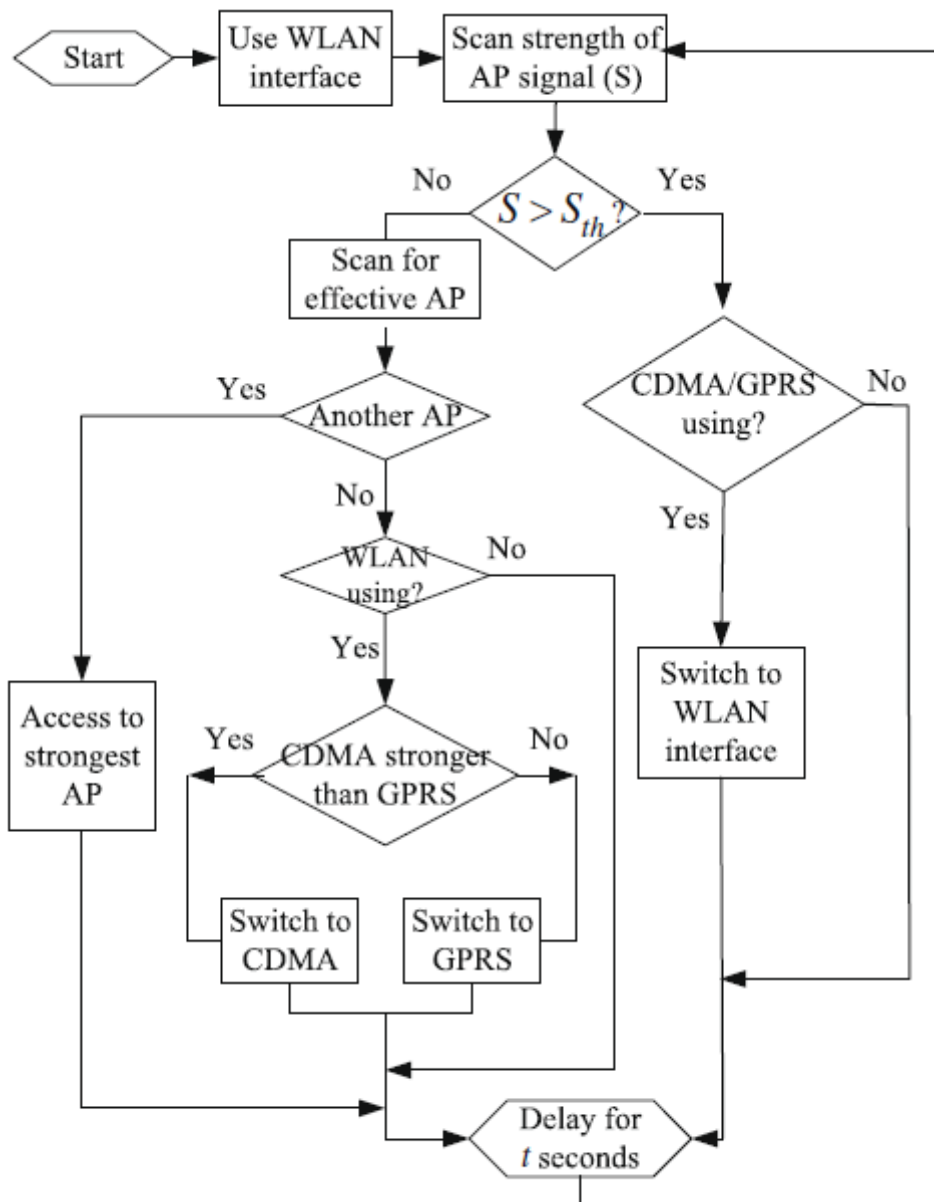 Start
Use WLAN
interface
Scan strength of
AP signal (S)
No
Yes
S > S_th?
Scan for
effective AP
Yes
Another AP
CDMA/GPRS
using?
No
No
Yes
WLAN
using?
No
Yes
Access to
strongest
AP
Switch to
WLAN
interface
Yes
CDMA stronger
than GPRS
No
Switch to
CDMA
Switch to
GPRS
Delay for
t seconds